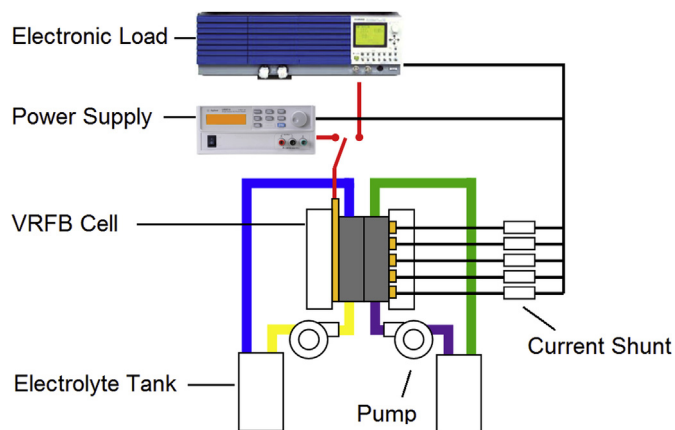 Electronic Load
Power Supply
VRFB Cell
Current Shunt
Electrolyte Tank
Pump